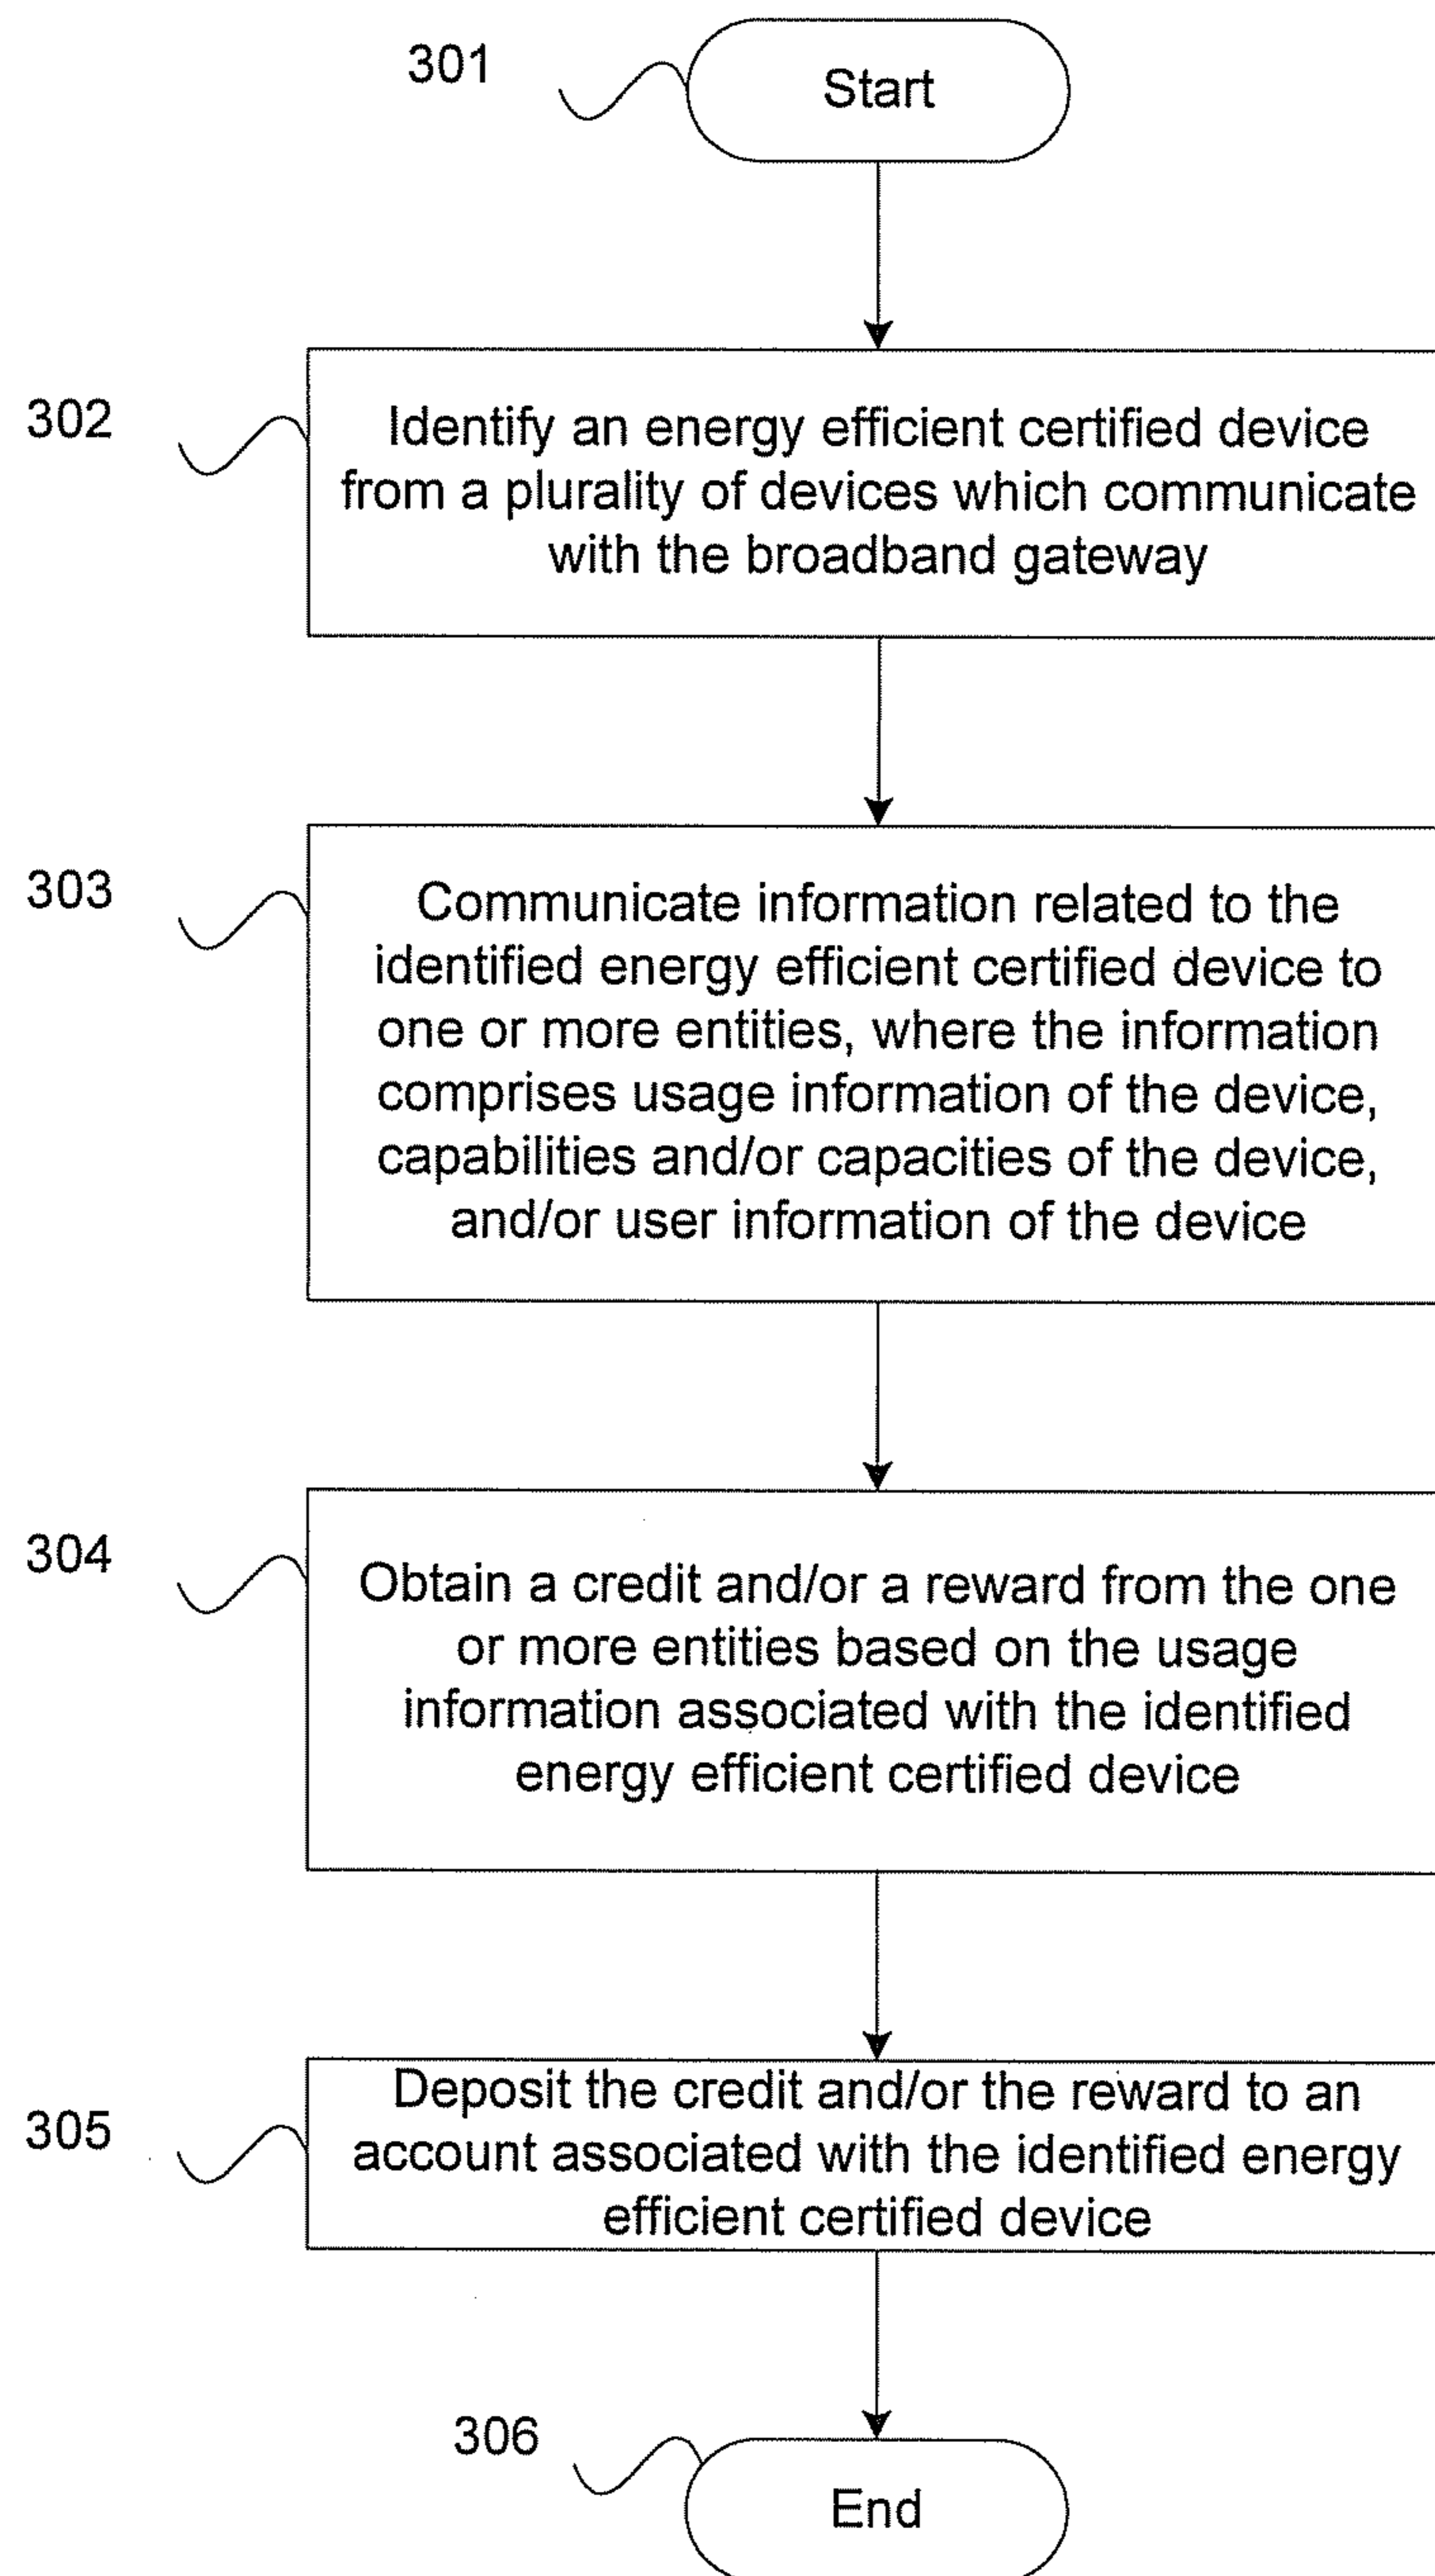 301
Start
302
Identify an energy efficient certified device
from a plurality of devices which communicate
with the broadband gateway
303
Communicate information related to the
identified energy efficient certified device to
one or more entities, where the information
comprises usage information of the device,
capabilities and/or capacities of the device,
and/or user information of the device
304
Obtain a credit and/or a reward from the one
or more entities based on the usage
information associated with the identified
energy efficient certified device
305
Deposit the credit and/or the reward to an
account associated with the identified energy
efficient certified device
306
End